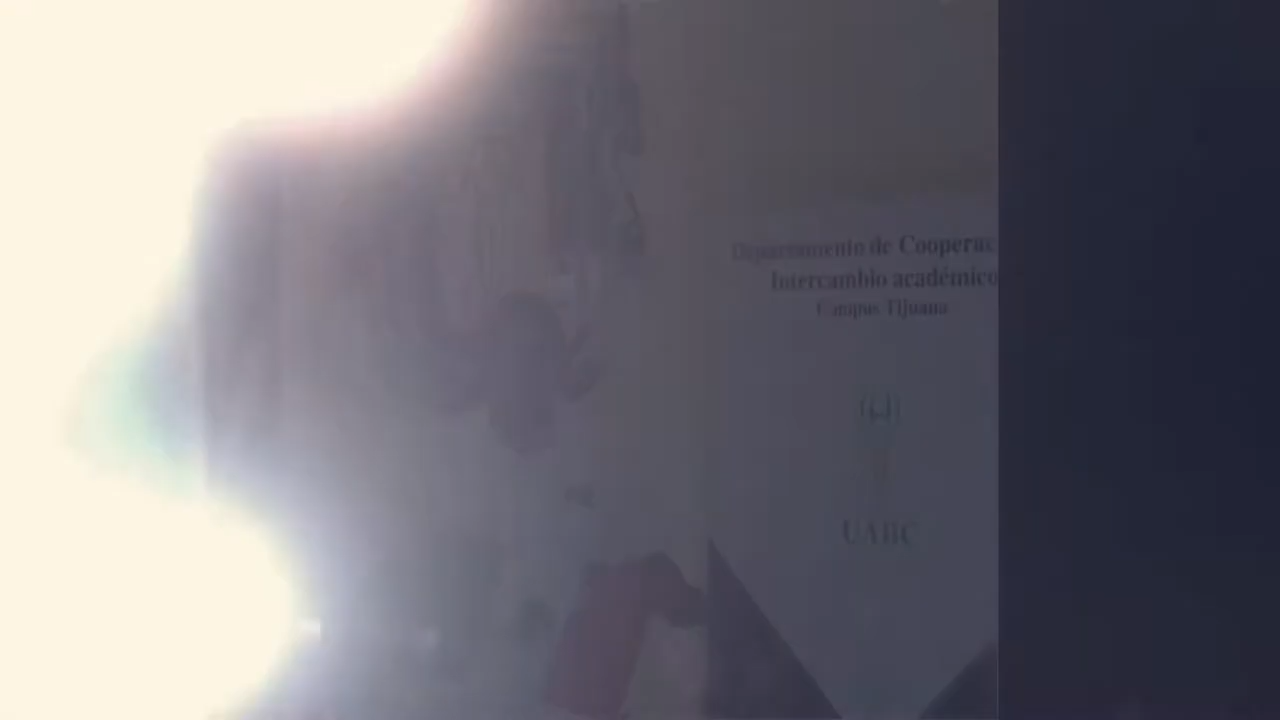 Departamento de Cooperac
Intercambio académico
Campus Tijuana
UABC